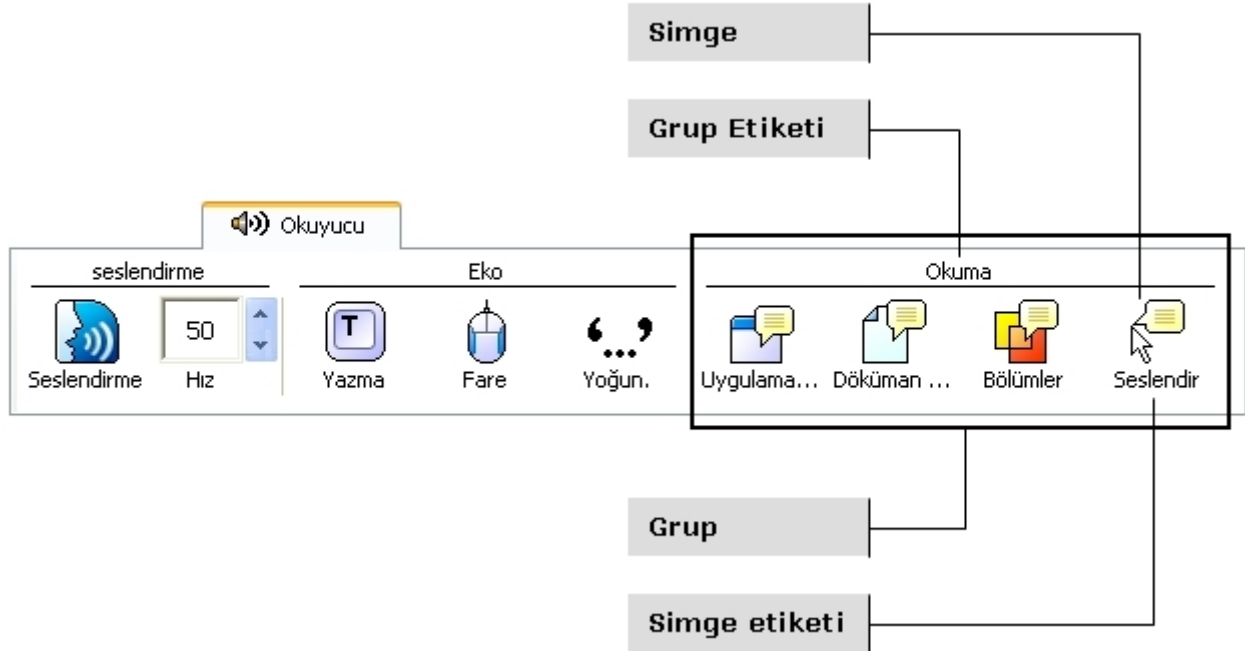 Simge
Grup Etiketi
Okuyucu
seslendirme Eko Okuma
50
Seslendirme Hız Yazma Fare Yoğun. Uygulama... Döküman ... Bölümler Seslendir
Grup
Simge etiketi